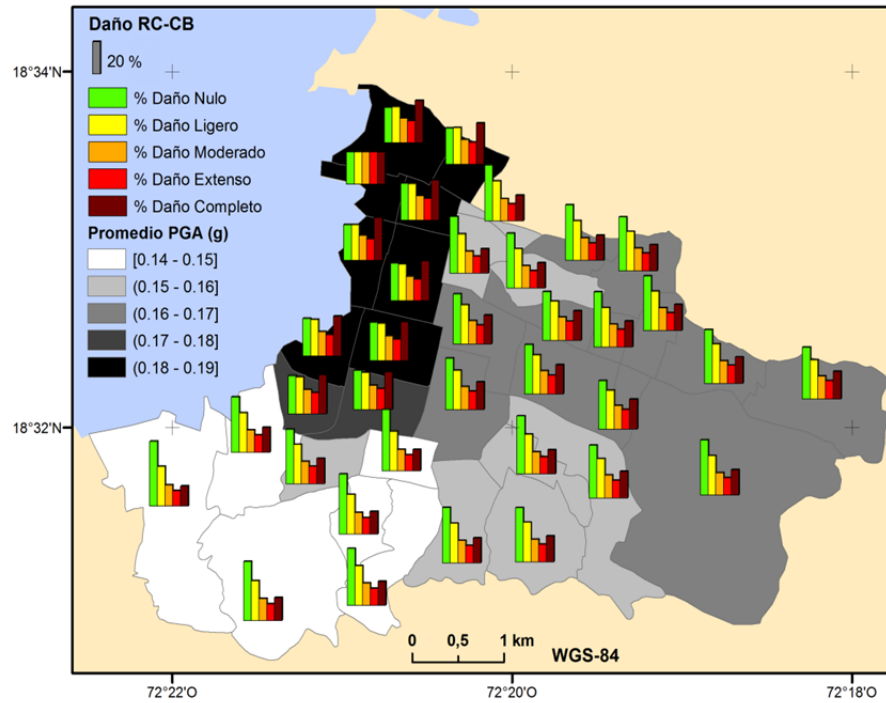 Daño RC-CB
20 %
% Daño Nulo
% Daño Ligero
% Daño Moderado
% Daño Extenso
% Daño Completo
Promedio PGA (g)
[0.14 - 0.15]
(0.15 - 0.16]
(0.16 - 0.17]
(0.17 - 0.18]
(0.18 - 0.19]
18°34'N
18°32'N
0 0,5 1 km
WGS-84
72°22'O 72°20'O 72°18'O